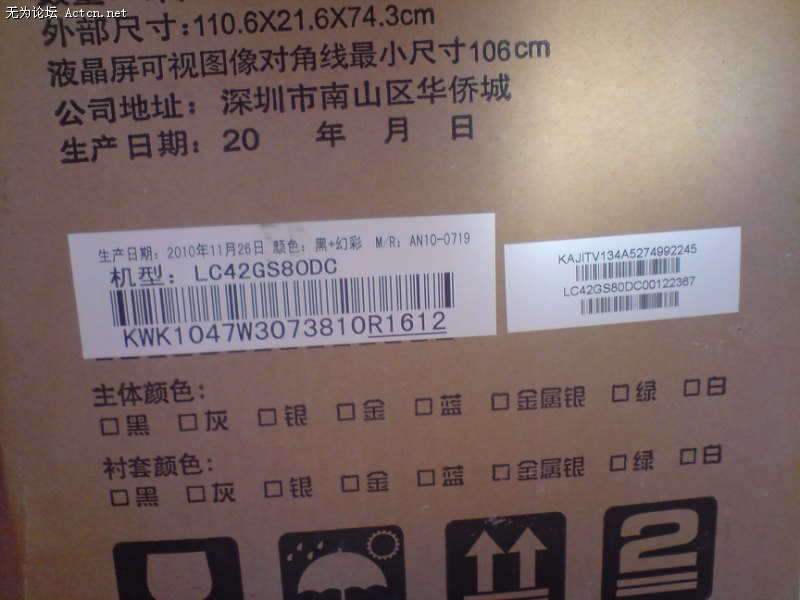 无为论坛 Actcn.net
外部尺寸:110.6X21.6X74.3cm
液晶屏可视图像对角线最小尺寸106cm
公司地址: 深圳市南山区华侨城
生产日期: 20 年 月 日
生产日期: 2010年11月26日 颜色: 黑+幻彩 M/R: AN10-0719
机型: LC42GS80DC
KWK1047W3073810R1612
KAJITV134A5274992245
LC42GS80DC00122367
主体颜色:
□黑 □灰 □银 □金 □蓝 □金属银 □绿 □白
衬套颜色:
□黑 □灰 □银 □金 □蓝 □金属银 □绿 □白
2